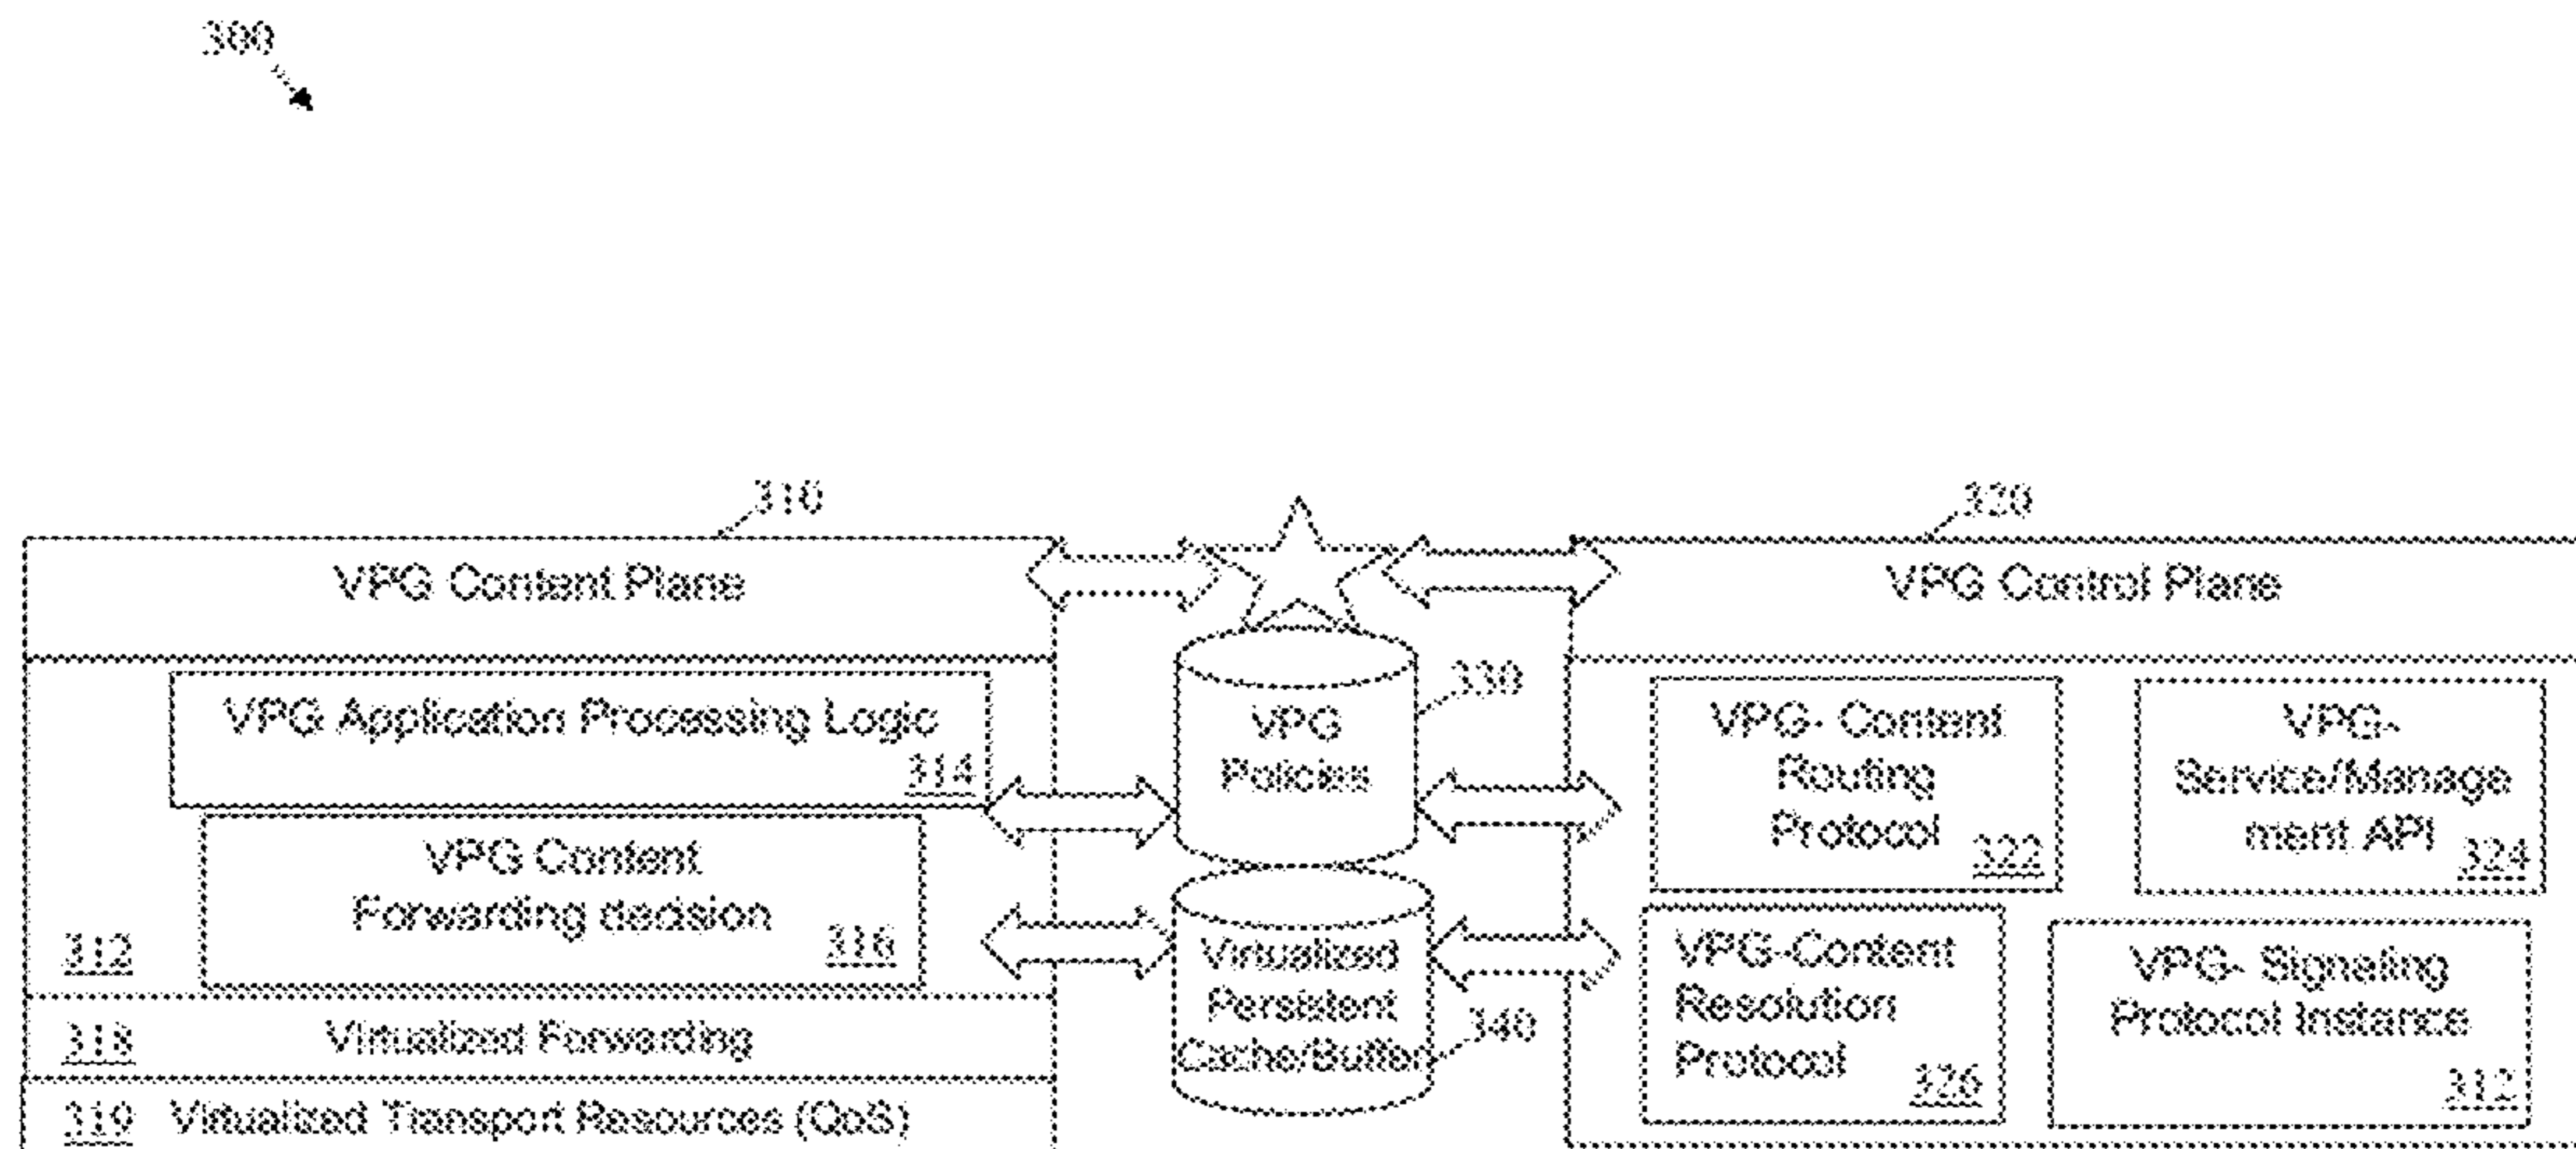 300
310
320
VPG Content Plane
VPG Control Plane
VPG Application Processing Logic
314
VPG Content
Forwarding decision
316
312
318
Virtualized Forwarding
319
Virtualized Transport Resources (QoS)
330
VPG
Policies
Virtualized
Persistent
Cache/Buffer
340
VPG- Content
Routing
Protocol
322
VPG-
Service/Manage
ment API
324
VPG-Content
Resolution
Protocol
326
VPG- Signaling
Protocol Instance
312